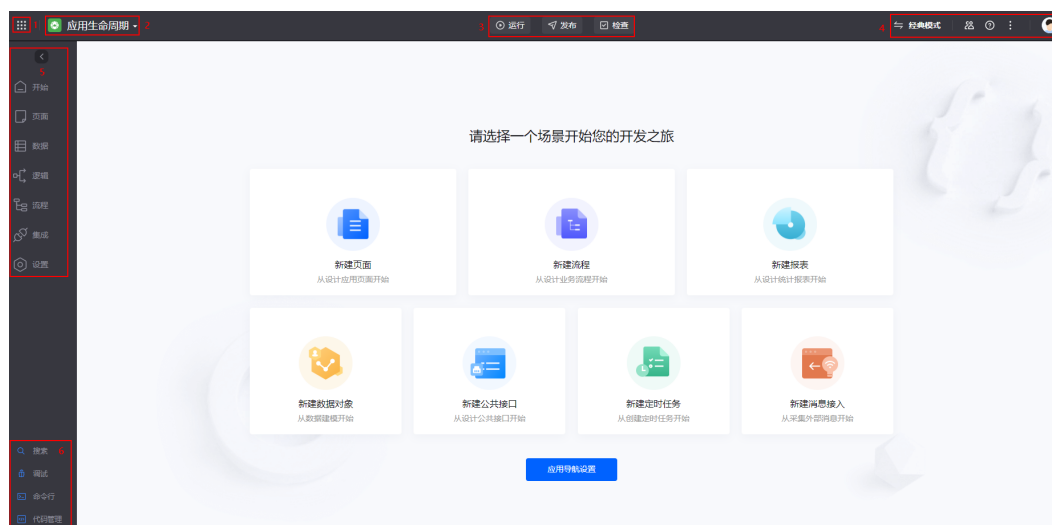 1 应用生命周期 2 3 运行 发布 检查 4 经典模式
5
开始
页面
数据
逻辑
流程
集成
设置
请选择一个场景开始您的开发之旅
新建页面 新建流程 新建报表
从设计应用页面开始 从设计业务流程开始 从设计统计报表开始
新建数据对象 新建公共接口 新建定时任务 新建消息接入
从数据建模开始 从设计公共接口开始 从创建定时任务开始 从采集外部消息开始
应用导航设置
搜索 6
调试
命令行
代码管理